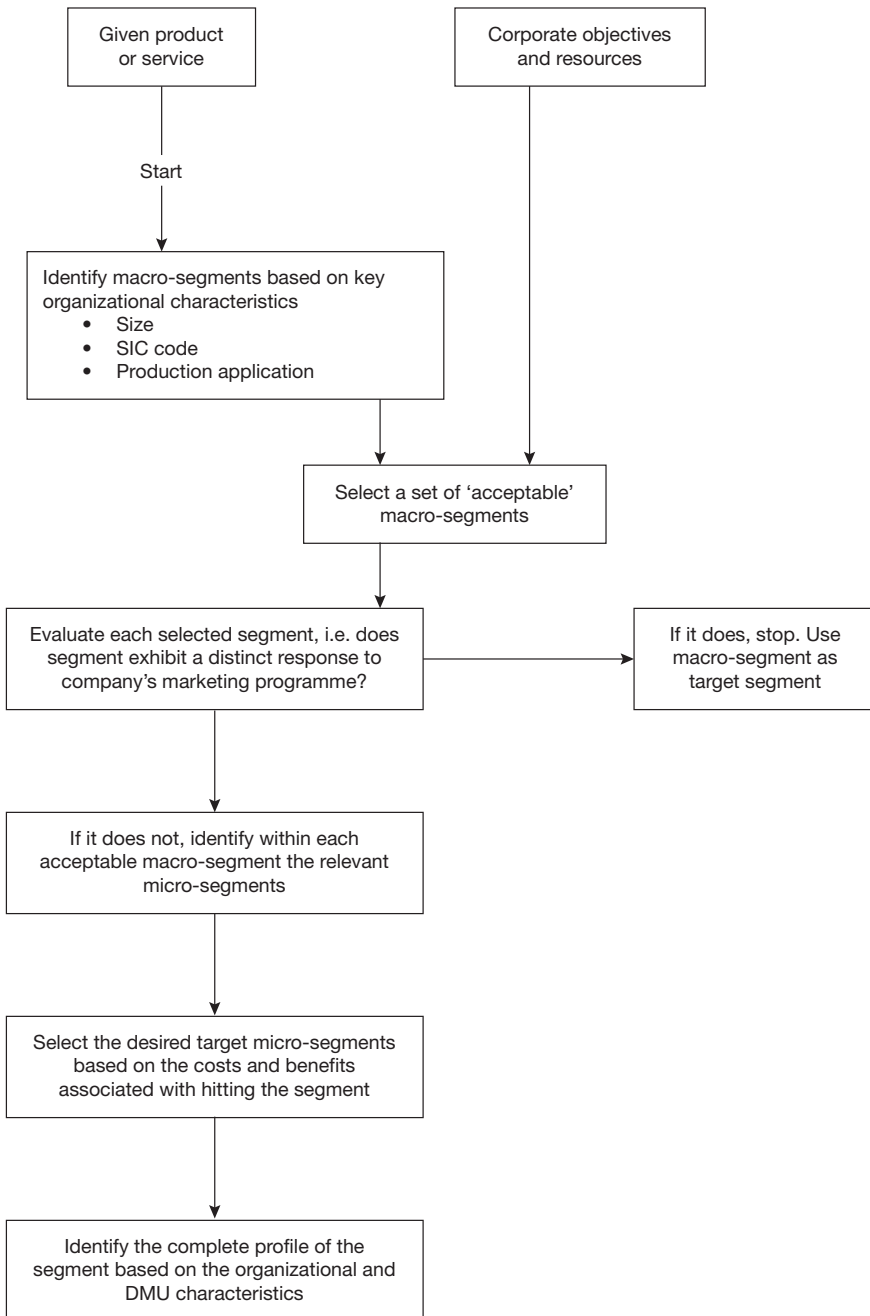 Given product
or service
Corporate objectives
and resources
Start
Identify macro-segments based on key
organizational characteristics
• Size
• SIC code
• Production application
Select a set of ‘acceptable’
macro-segments
Evaluate each selected segment, i.e. does
segment exhibit a distinct response to
company’s marketing programme?
If it does, stop. Use
macro-segment as
target segment
If it does not, identify within each
acceptable macro-segment the relevant
micro-segments
Select the desired target micro-segments
based on the costs and benefits
associated with hitting the segment
Identify the complete profile of the
segment based on the organizational and
DMU characteristics